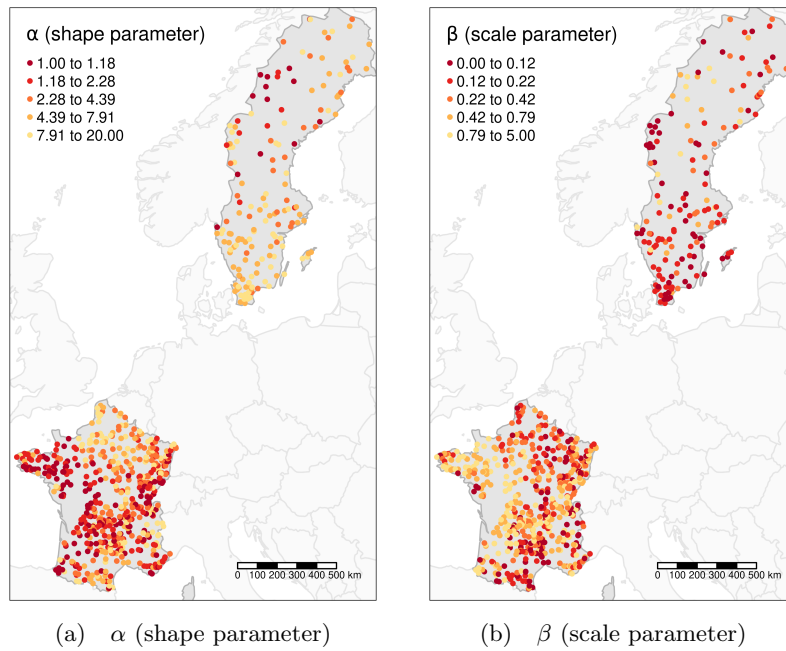 α (shape parameter)
1.00 to 1.18
1.18 to 2.28
2.28 to 4.39
4.39 to 7.91
7.91 to 20.00
0 100 200 300 400 500 km
(a) α (shape parameter)
β (scale parameter)
0.00 to 0.12
0.12 to 0.22
0.22 to 0.42
0.42 to 0.79
0.79 to 5.00
0 100 200 300 400 500 km
(b) β (scale parameter)